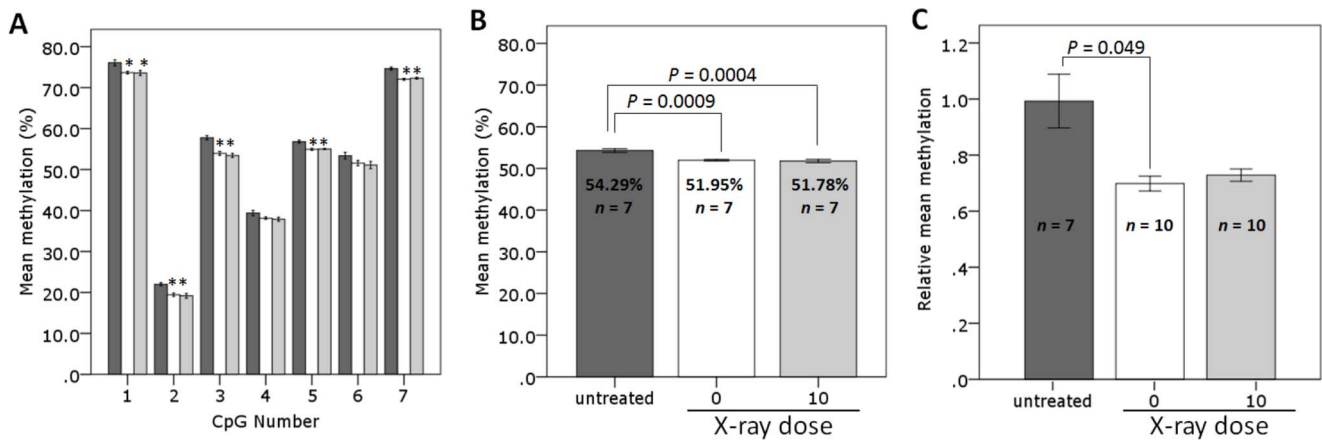 A
Mean methylation (%)
80.0
70.0
60.0
50.0
40.0
30.0
20.0
10.0
.0
* *
**
**
**
**
1 2 3 4 5 6 7
CpG Number
B
Mean methylation (%)
80.0
70.0
60.0
50.0
40.0
30.0
20.0
10.0
.0
P = 0.0004
P = 0.0009
54.29% 51.95% 51.78%
n = 7 n = 7 n = 7
untreated 0 10
X-ray dose
C
Relative mean methylation
1.2
1.0
.8
.6
.4
.2
.0
P = 0.049
n = 7 n = 10 n = 10
untreated 0 10
X-ray dose